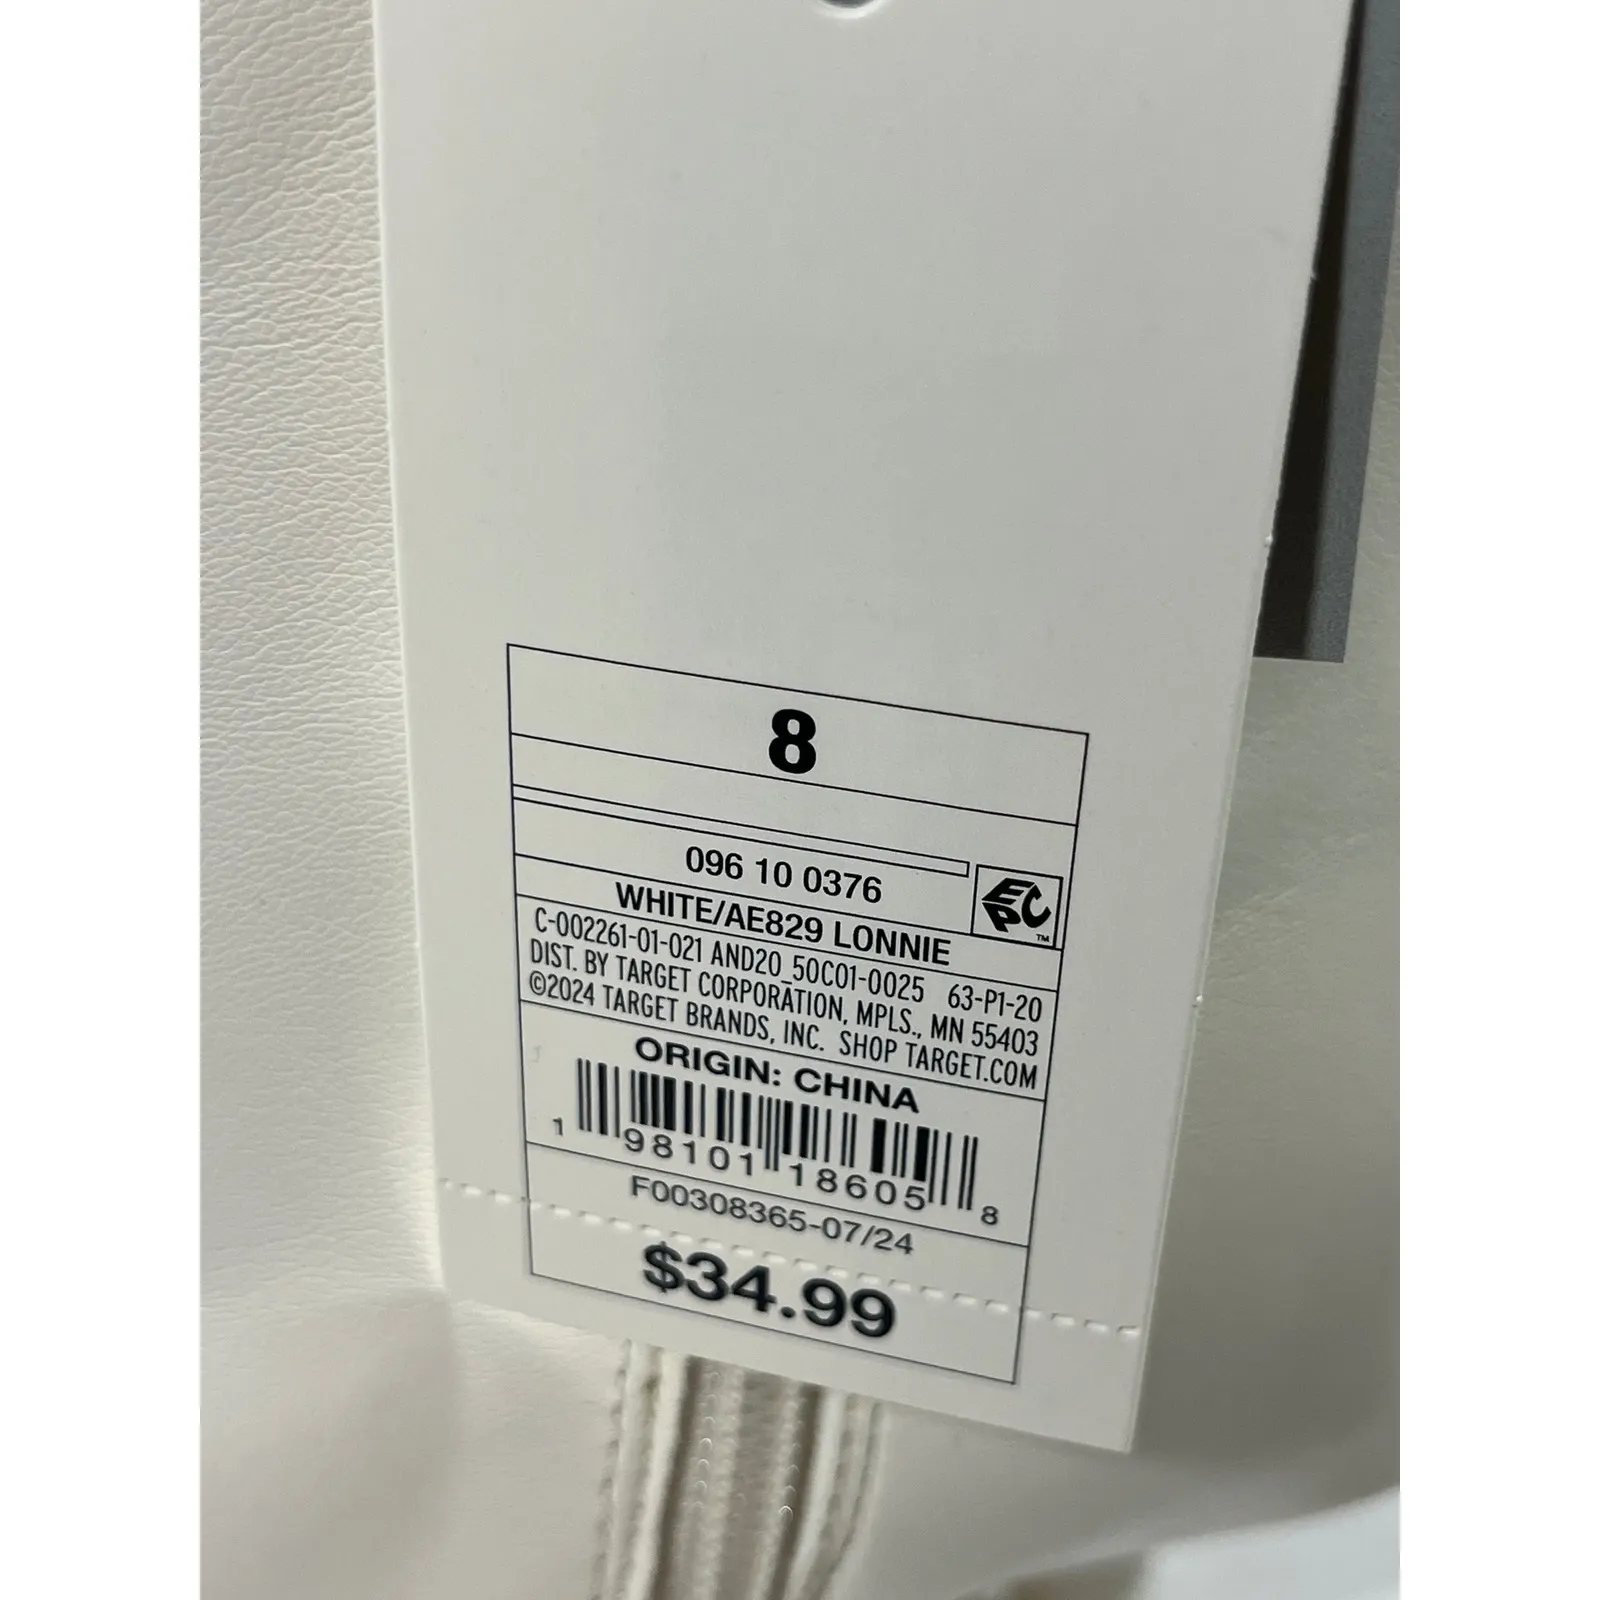 8
096 10 0376
EPC
TM
WHITE/AE829 LONNIE
C-002261-01-021 AND20_50C01-0025 63-P1-20
DIST. BY TARGET CORPORATION, MPLS., MN 55403
©2024 TARGET BRANDS, INC. SHOP TARGET.COM
ORIGIN: CHINA
1 98101 18605 8
F00308365-07/24
$34.99